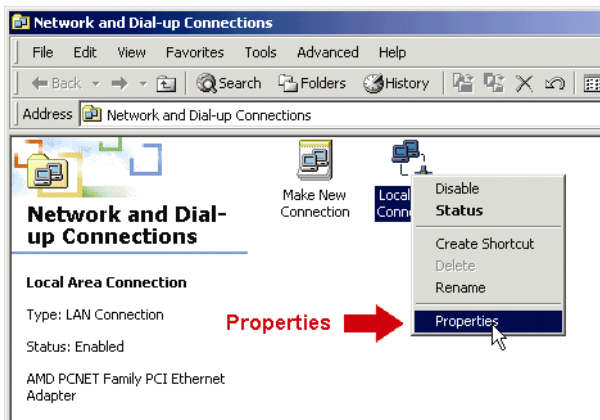 Network and Dial-up Connections
File Edit View Favorites Tools Advanced Help
Back Search Folders History
Address Network and Dial-up Connections
Network and Dial-
up Connections
Local Area Connection
Type: LAN Connection
Status: Enabled
AMD PCNET Family PCI Ethernet
Adapter
Make New
Connection
Local
Conn
Disable
Status
Create Shortcut
Delete
Rename
Properties
Properties